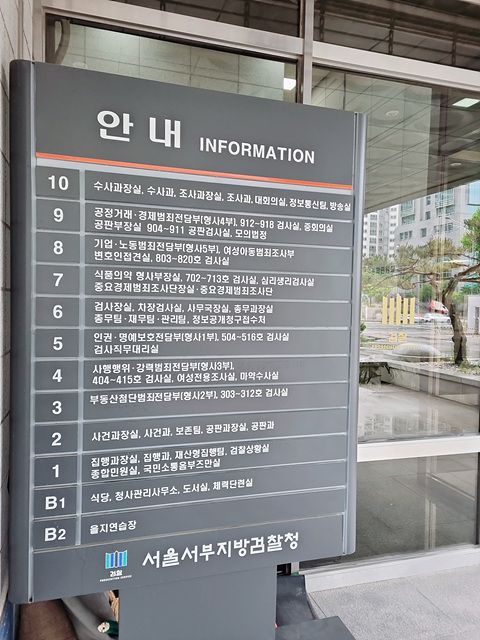 안 내 INFORMATION
10 수사과장실, 수사과, 조사과장실, 조사과, 대회의실, 정보통신팀, 방송실
9 공정거래·경제범죄전담부(형사4부), 912~918 검사실, 중회의실
공판부장실 904~911 공판검사실, 모의법정
8 기업·노동범죄전담부(형사5부), 여성아동범죄조사부
변호인접견실, 803~820호 검사실
7 식품의약 형사부장실, 702~713호 검사실, 심리생리검사실
중요경제범죄조사단장실·중요경제범죄조사단
6 검사장실, 차장검사실, 사무국장실, 총무과장실
총무팀·재무팀·관리팀, 정보공개청구접수처
5 인권·명예보호전담부(형사1부), 504~516호 검사실
검사직무대리실
4 사행행위·강력범죄전담부(형사3부),
404~415호 검사실, 여성전용조사실, 마약수사실
3 부동산첨단범죄전담부(형사2부), 303~312호 검사실
2 사건과장실, 사건과, 보존팀, 공판과장실, 공판과
1 집행과장실, 집행과, 재산형집행팀, 검찰상황실
종합민원실, 국민소통옴부즈만실
B1 식당, 청사관리사무소, 도서실, 체력단련실
B2 을지연습장
검찰
PROSECUTION SERVICE
서울서부지방검찰청